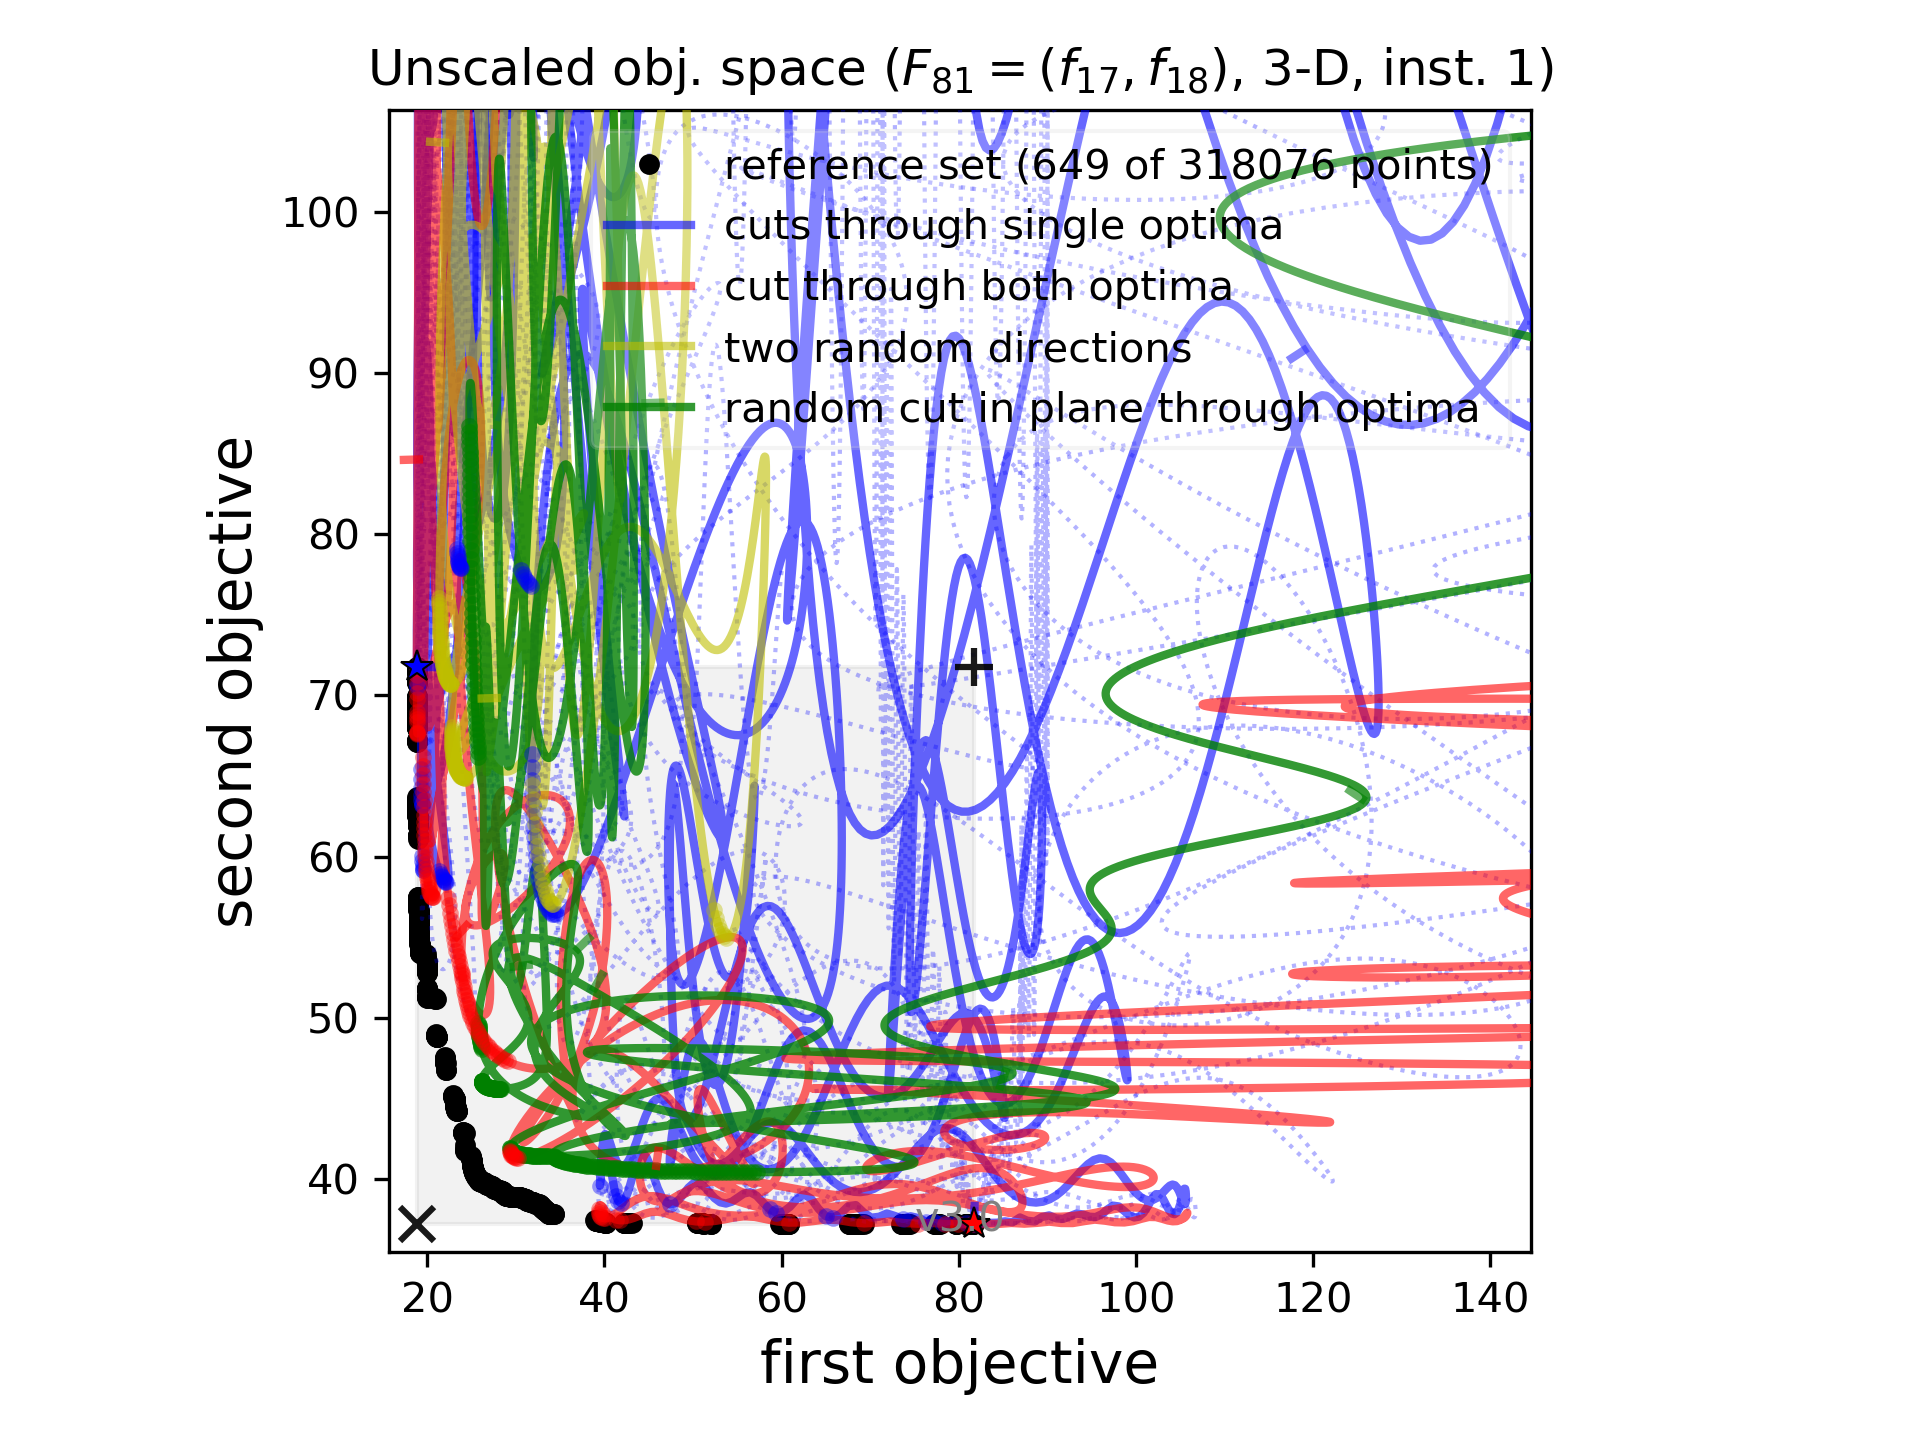 Unscaled obj. space (F₈₁ = (f₁₇, f₁₈), 3-D, inst. 1)
reference set (649 of 318076 points)
cuts through single optima
cut through both optima
two random directions
random cut in plane through optima
100
90
80
70
60
50
40
second objective
v3.0
20 40 60 80 100 120 140
first objective